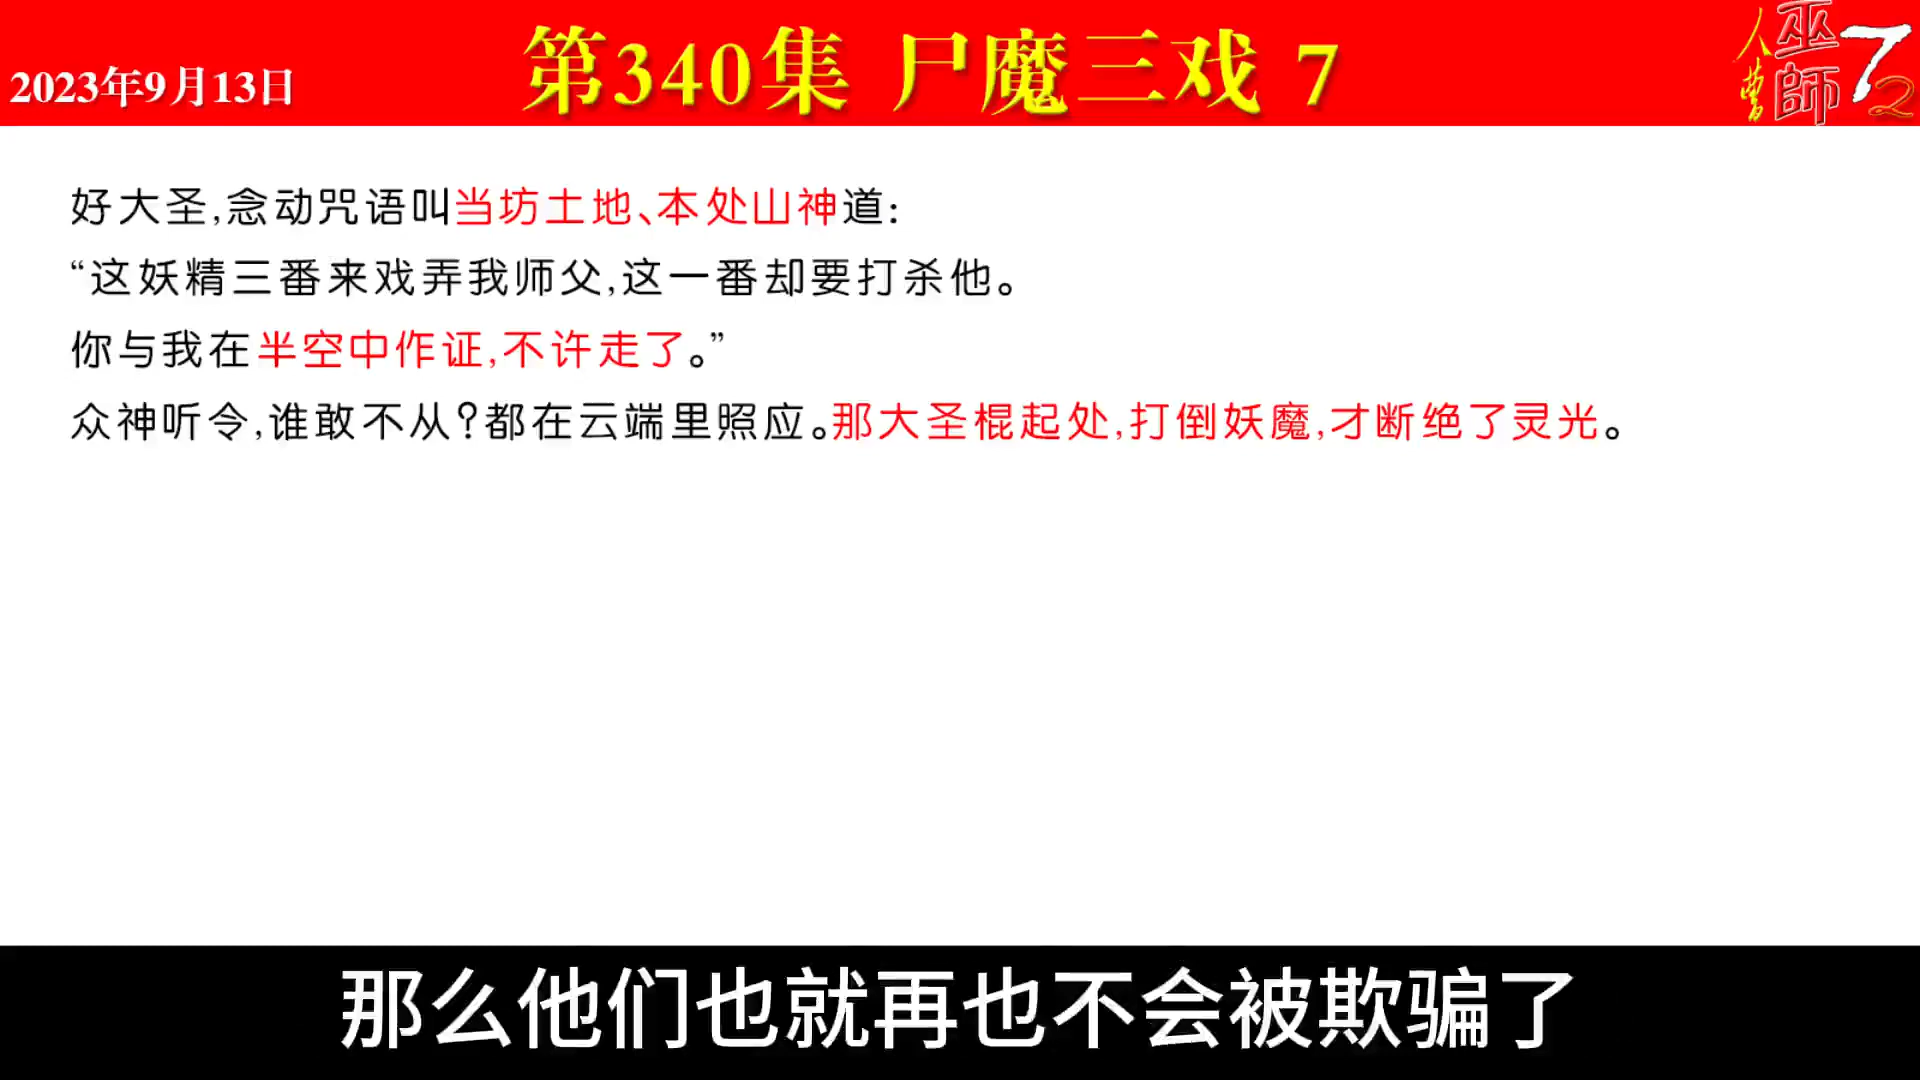 2023年9月13日
第340集 尸魔三戏 7
人曹
巫師
72
好大圣,念动咒语叫当坊土地、本处山神道:
“这妖精三番来戏弄我师父,这一番却要打杀他。
你与我在半空中作证,不许走了。”
众神听令,谁敢不从?都在云端里照应。那大圣棍起处,打倒妖魔,才断绝了灵光。
那么他们也就再也不会被欺骗了